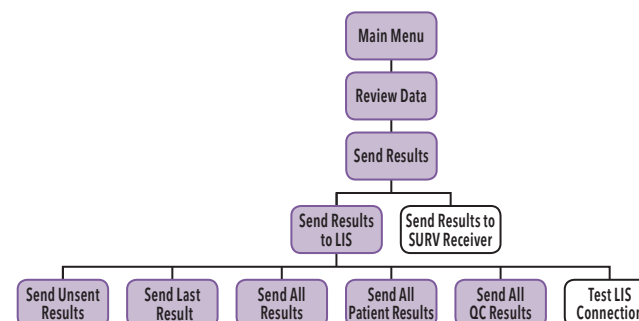 Main Menu
Review Data
Send Results
Send Results
to LIS
Send Results to
SURV Receiver
Send Unsent
Results
Send Last
Result
Send All
Results
Send All
Patient Results
Send All
QC Results
Test LIS
Connection